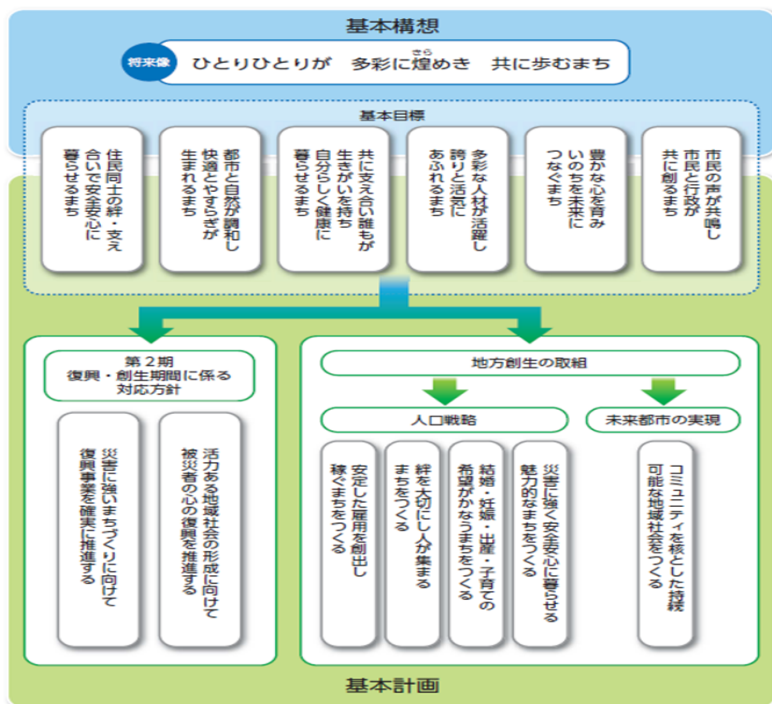 基本構想
将来像
ひとりひとりが 多彩に煌めき 共に歩むまち
きら
基本目標
住民同士の絆・支え
合いで安全安心に
暮らせるまち
都市と自然が調和し
快適とやすらぎが
生まれるまち
共に支え合い誰もが
生きがいを持ち
自分らしく健康に
暮らせるまち
多彩な人材が活躍し
誇りと活気に
あふれるまち
豊かな心を育み
いのちを未来に
つなぐまち
市民の声が共鳴し
市民と行政が
共に創るまち
第2期
復興・創生期間に係る
対応方針
災害に強いまちづくりに向けて
復興事業を確実に推進する
活力ある地域社会の形成に向けて
被災者の心の復興を推進する
地方創生の取組
人口戦略
安定した雇用を創出し
稼ぐまちをつくる
絆を大切にし人が集まる
まちをつくる
結婚・妊娠・出産・子育ての
希望がかなうまちをつくる
災害に強く安全安心に暮らせる
魅力的なまちをつくる
未来都市の実現
コミュニティを核とした持続
可能な地域社会をつくる
基本計画